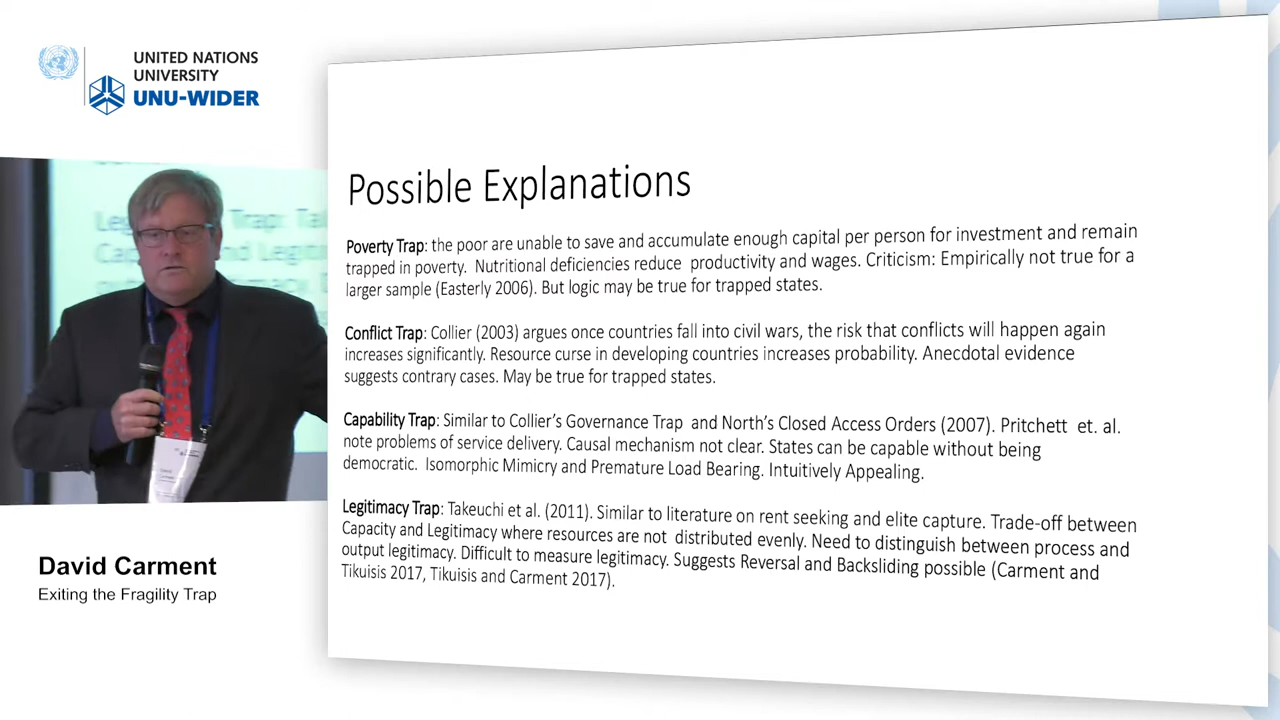 UNITED NATIONS
UNIVERSITY
UNU-WIDER
Possible Explanations
Poverty Trap: the poor are unable to save and accumulate enough capital per person for investment and remain
trapped in poverty. Nutritional deficiencies reduce productivity and wages. Criticism: Empirically not true for a
larger sample (Easterly 2006). But logic may be true for trapped states.
Conflict Trap: Collier (2003) argues once countries fall into civil wars, the risk that conflicts will happen again
increases significantly. Resource curse in developing countries increases probability. Anecdotal evidence
suggests contrary cases. May be true for trapped states.
Capability Trap: Similar to Collier's Governance Trap and North's Closed Access Orders (2007). Pritchett et. al.
note problems of service delivery. Causal mechanism not clear. States can be capable without being
democratic. Isomorphic Mimicry and Premature Load Bearing. Intuitively Appealing.
Legitimacy Trap: Takeuchi et al. (2011). Similar to literature on rent seeking and elite capture. Trade-off between
Capacity and Legitimacy where resources are not distributed evenly. Need to distinguish between process and
output legitimacy. Difficult to measure legitimacy. Suggests Reversal and Backsliding possible (Carment and
Tikuisis 2017, Tikuisis and Carment 2017).
David Carment
Exiting the Fragility Trap